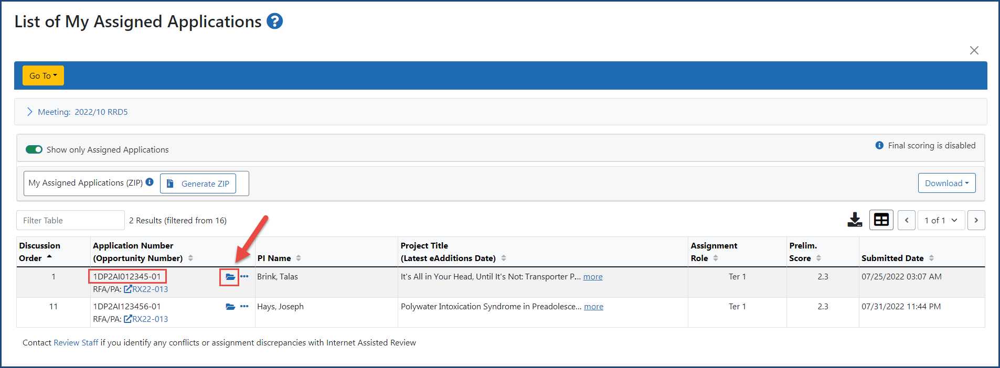 List of My Assigned Applications ?
Go To
Meeting: 2022/10 RRD5
Show only Assigned Applications
Final scoring is disabled
My Assigned Applications (ZIP)
Generate ZIP
Download
Filter Table
2 Results (filtered from 16)
1 of 1
Discussion Order
Application Number (Opportunity Number)
PI Name
Project Title (Latest eAdditions Date)
Assignment Role
Prelim. Score
Submitted Date
1
1DP2AI012345-01
RFA/PA: RX22-013
Brink, Talas
It's All in Your Head, Until It's Not: Transporter P... more
Ter 1
2.3
07/25/2022 03:07 AM
11
1DP2AI123456-01
RFA/PA: RX22-013
Hays, Joseph
Polywater Intoxication Syndrome in Preadolesce... more
Ter 1
2.3
07/31/2022 11:44 PM
Contact Review Staff if you identify any conflicts or assignment discrepancies with Internet Assisted Review